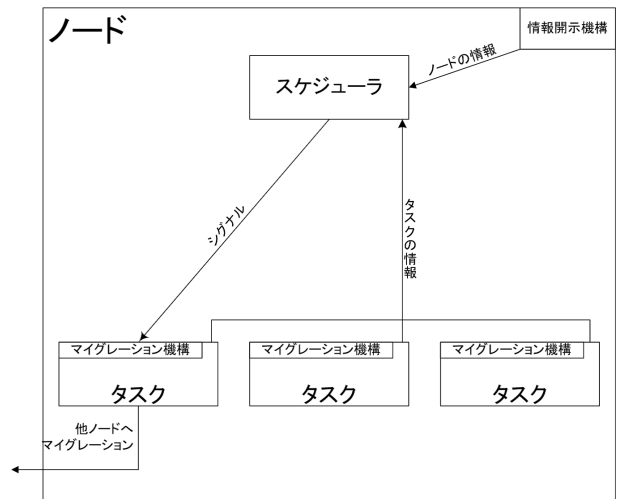 ノード
情報開示機構
ノードの情報
スケジューラ
シグナル
タスクの情報
マイグレーション機構
タスク
マイグレーション機構
タスク
マイグレーション機構
タスク
他ノードへ
マイグレーション